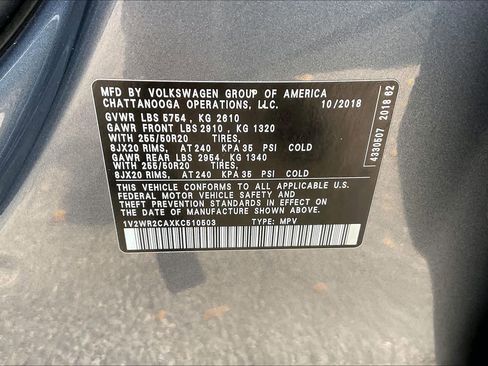 MFD BY VOLKSWAGEN GROUP OF AMERICA
CHATTANOOGA OPERATIONS, LLC. 10/2018
GVWR LBS 5754 , KG 2610
GAWR FRONT LBS 2910 , KG 1320
WITH 255/50R20
8JX20 RIMS, AT 240 KPA 35 PSI COLD
GAWR REAR LBS 2954, KG 1340
WITH 255/50R20
8JX20 RIMS, AT 240 KPA 35 PSI COLD
THIS VEHICLE CONFORMS TO ALL APPLICABLE U.S.
FEDERAL MOTOR VEHICLE SAFETY AND
THEFT PREVENTION STANDARDS IN EFFECT
ON THE DATE OF MANUFACTURE SHOWN ABOVE.
1V2WR2CAXKC510503 TYPE: MPV
4330507 2018 62